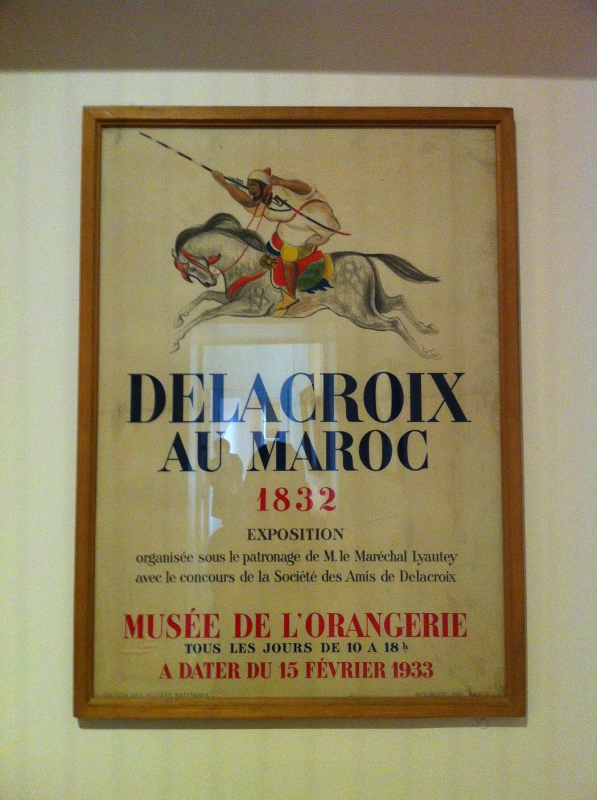 DELACROIX
AU MAROC
1832
EXPOSITION
organisée sous le patronage de M. le Maréchal Lyautey
avec le concours de la Société des Amis de Delacroix
MUSÉE DE L'ORANGERIE
TOUS LES JOURS DE 10 A 18 h
A DATER DU 15 FÉVRIER 1933